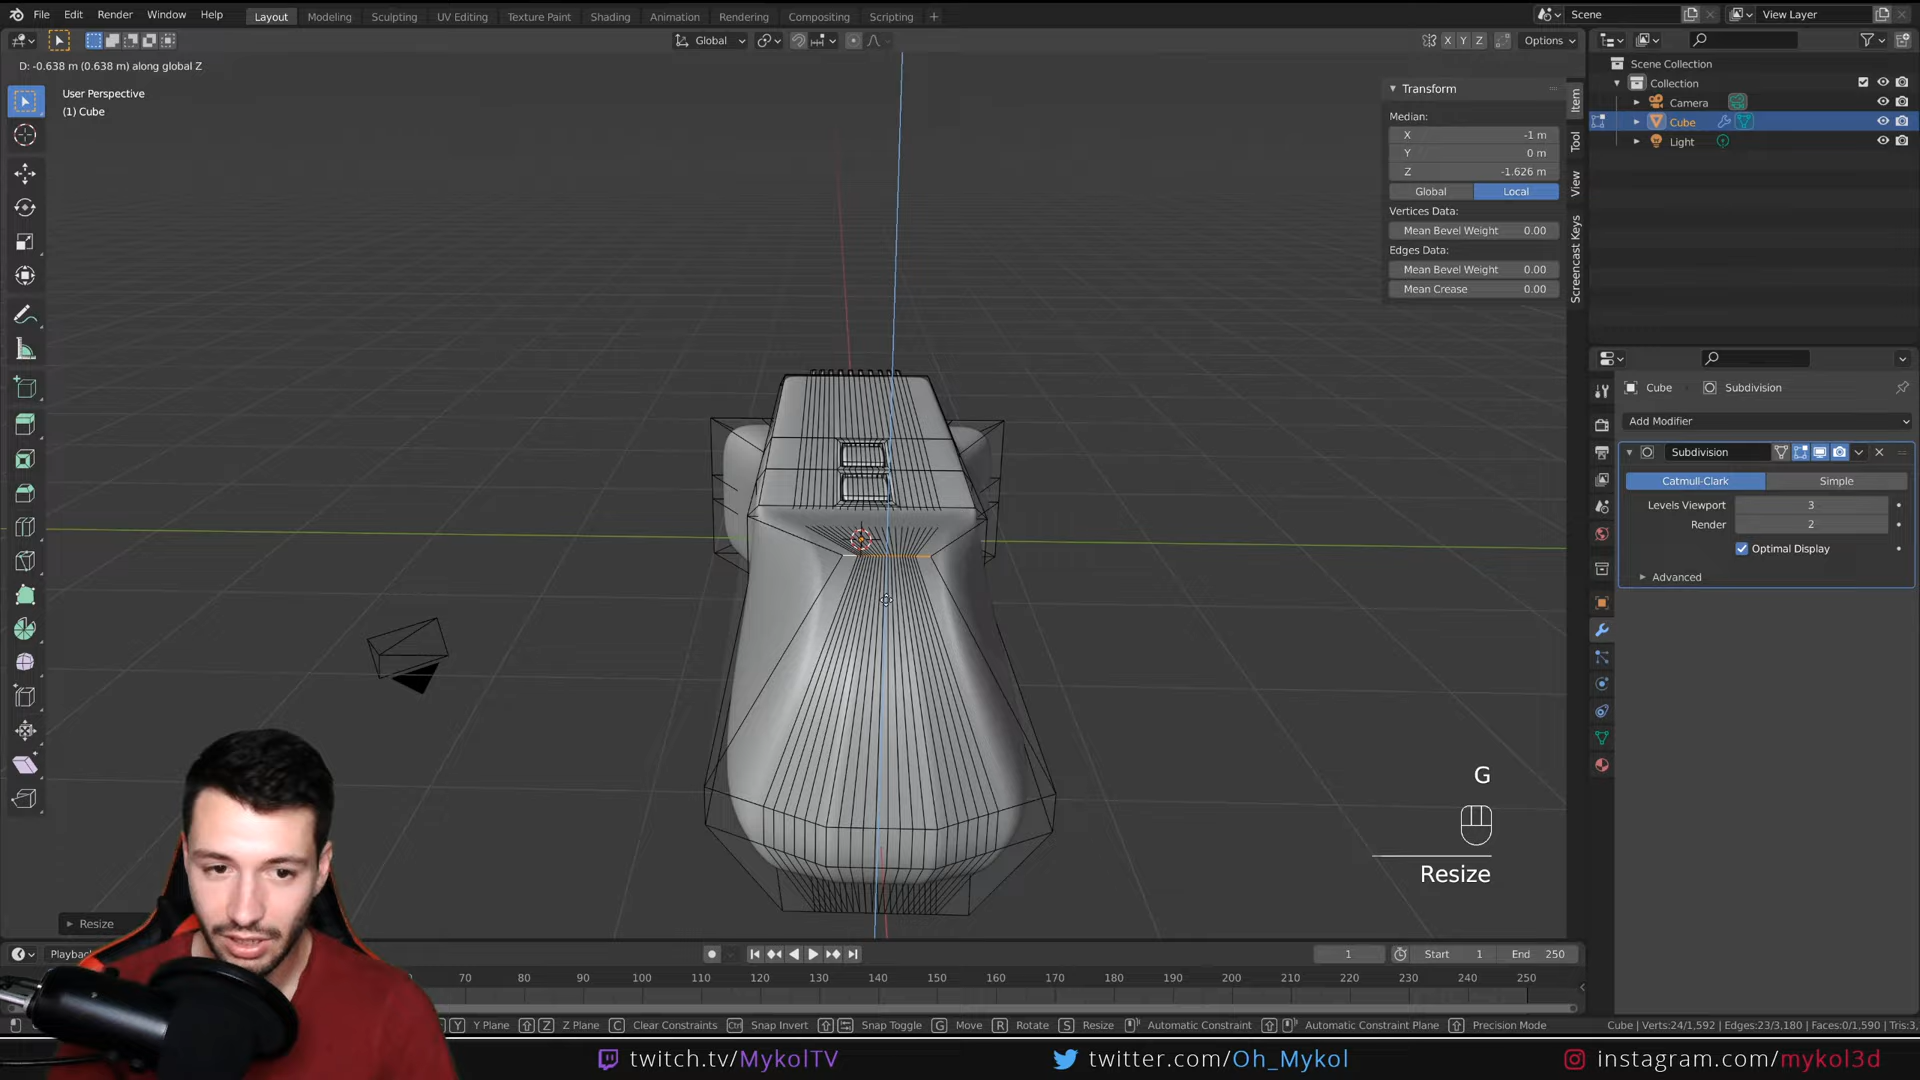 File Edit Render Window Help Layout Modeling Sculpting UV Editing Texture Paint Shading Animation Rendering Compositing Scripting + Scene View Layer
Global X Y Z Options
D: -0.638 m (0.638 m) along global Z
User Perspective
(1) Cube
Transform
Median:
X -1 m
Y 0 m
Z -1.626 m
Global Local
Vertices Data:
Mean Bevel Weight 0.00
Edges Data:
Mean Bevel Weight 0.00
Mean Crease 0.00
Item
Tool
View
Screencast Keys
Scene Collection
Collection
Camera
Cube
Light
Cube Subdivision
Add Modifier
Subdivision
Catmull-Clark Simple
Levels Viewport 3
Render 2
Optimal Display
Advanced
G
Resize
Resize
1 Start 1 End 250
70 80 90 100 110 120 130 140 150 160 170 180 190 200 210 220 230 240 250
Y Y Plane Z Z Plane C Clear Constraints Ctrl Snap Invert Snap Toggle G Move R Rotate S Resize Automatic Constraint Automatic Constraint Plane Precision Mode Cube | Verts:24/1,592 | Edges:23/3,180 | Faces:0/1,590 | Tris:3,
twitch.tv/MykolTV twitter.com/Oh_Mykol instagram.com/mykol3d